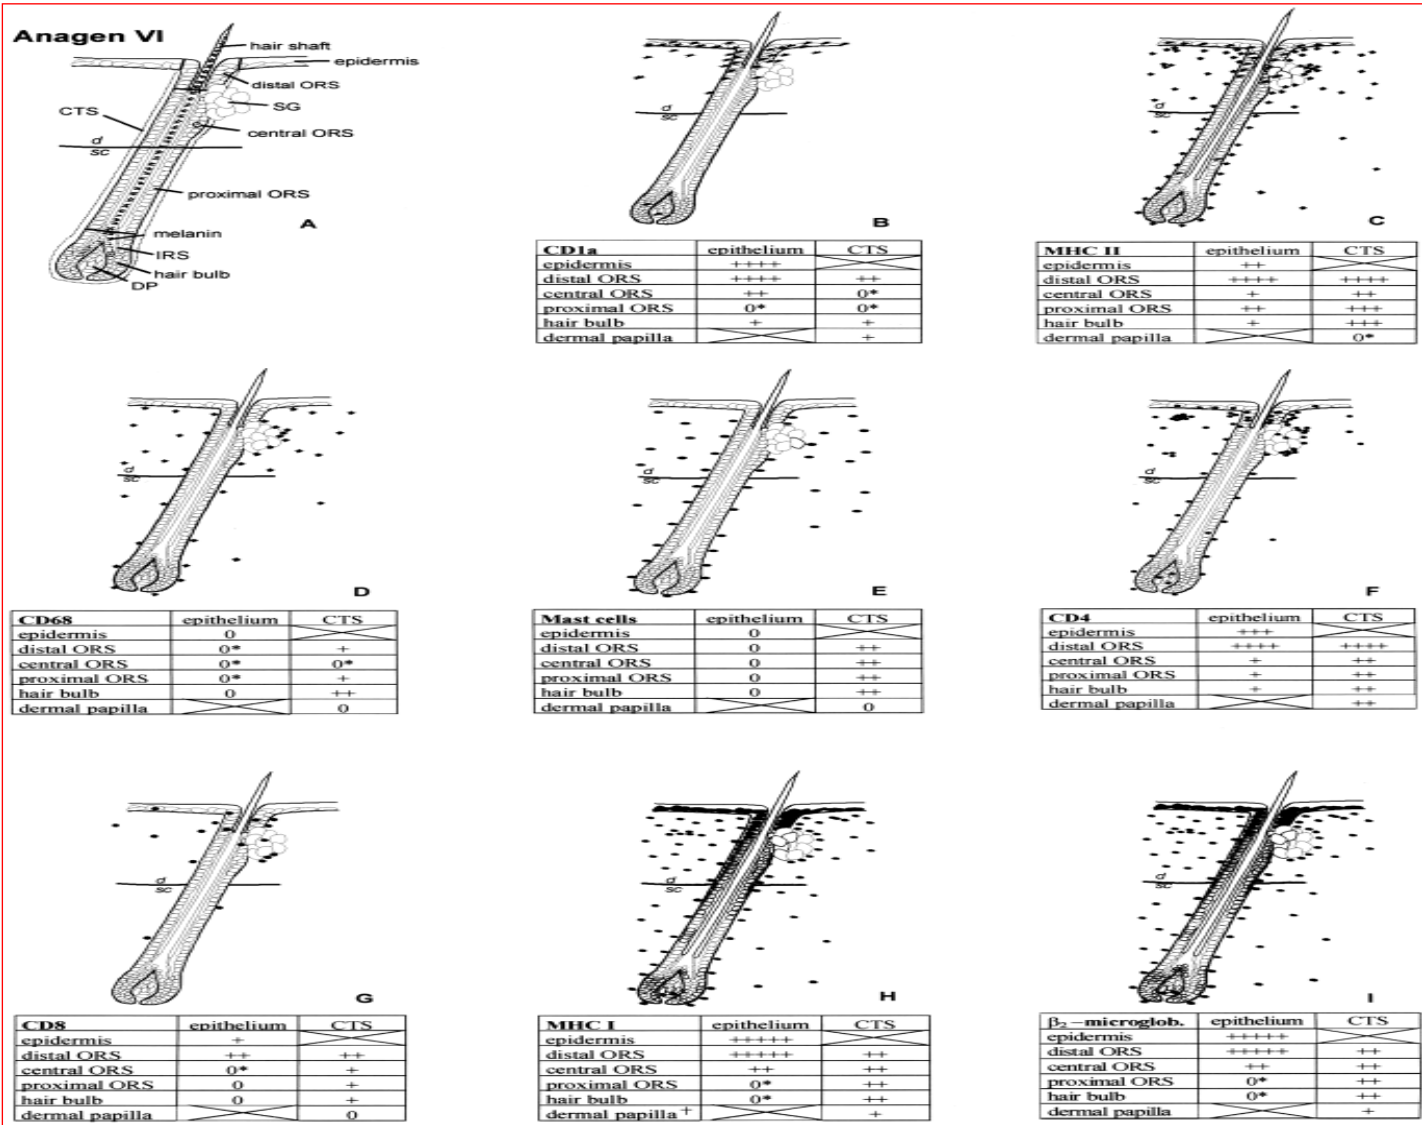 Anagen VI
hair shaft
epidermis
distal ORS
SG
CTS
central ORS
d
sc
proximal ORS
A
melanin
IRS
hair bulb
DP
d
sc
B
CD1a epithelium CTS
epidermis ++++
distal ORS ++++ ++
central ORS ++ 0*
proximal ORS 0* 0*
hair bulb + +
dermal papilla +
d
sc
C
MHC II epithelium CTS
epidermis ++
distal ORS ++++ ++++
central ORS + ++
proximal ORS ++ +++
hair bulb + +++
dermal papilla 0*
d
sc
D
CD68 epithelium CTS
epidermis 0
distal ORS 0* +
central ORS 0* 0*
proximal ORS 0* +
hair bulb 0 ++
dermal papilla 0
d
sc
E
Mast cells epithelium CTS
epidermis 0
distal ORS 0 ++
central ORS 0 ++
proximal ORS 0 ++
hair bulb 0 ++
dermal papilla 0
d
sc
F
CD4 epithelium CTS
epidermis +++
distal ORS ++++ ++++
central ORS + ++
proximal ORS + ++
hair bulb + ++
dermal papilla ++
d
sc
G
CD8 epithelium CTS
epidermis +
distal ORS ++ ++
central ORS 0* +
proximal ORS 0 +
hair bulb 0 +
dermal papilla 0
d
sc
H
MHC I epithelium CTS
epidermis +++++
distal ORS +++++ ++
central ORS ++ ++
proximal ORS 0* ++
hair bulb 0* ++
dermal papilla+ +
d
sc
I
β2-microglob. epithelium CTS
epidermis +++++
distal ORS +++++ ++
central ORS ++ ++
proximal ORS 0* ++
hair bulb 0* ++
dermal papilla +